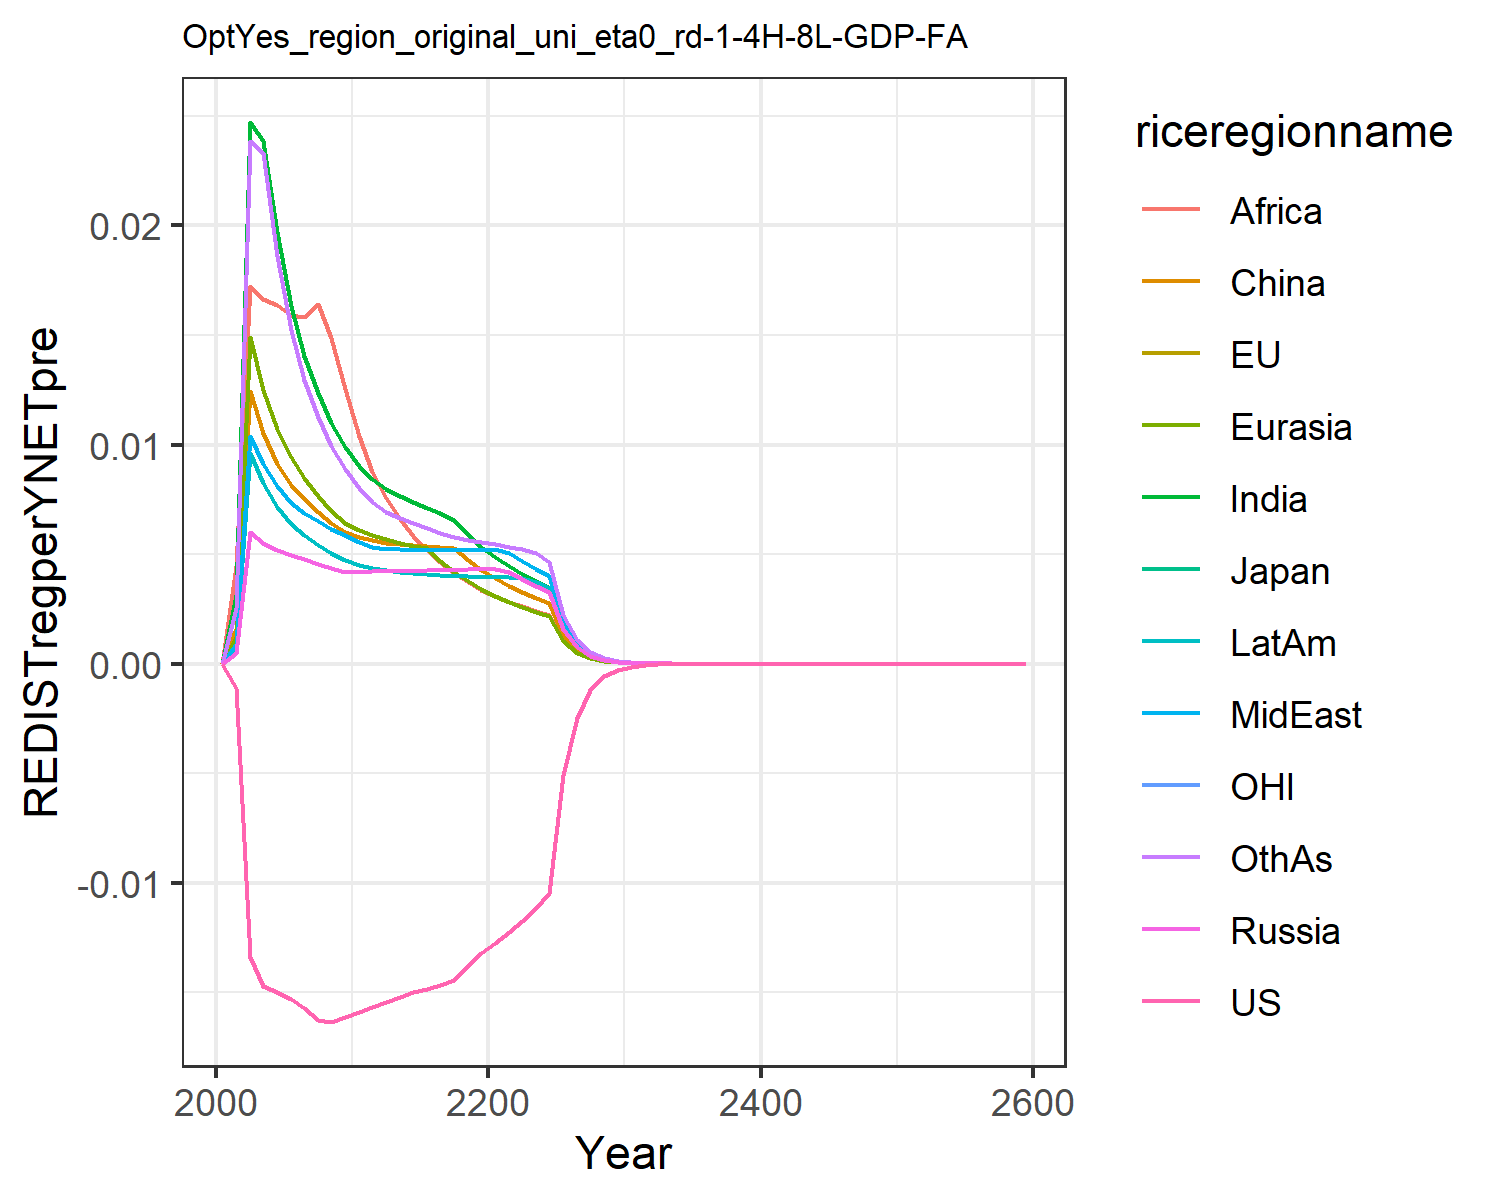 OptYes_region_original_uni_eta0_rd-1-4H-8L-GDP-FA
REDISTregperYNETpre
0.02
0.01
0.00
-0.01
2000
2200
2400
2600
Year
riceregionname
Africa
China
EU
Eurasia
India
Japan
LatAm
MidEast
OHI
OthAs
Russia
US